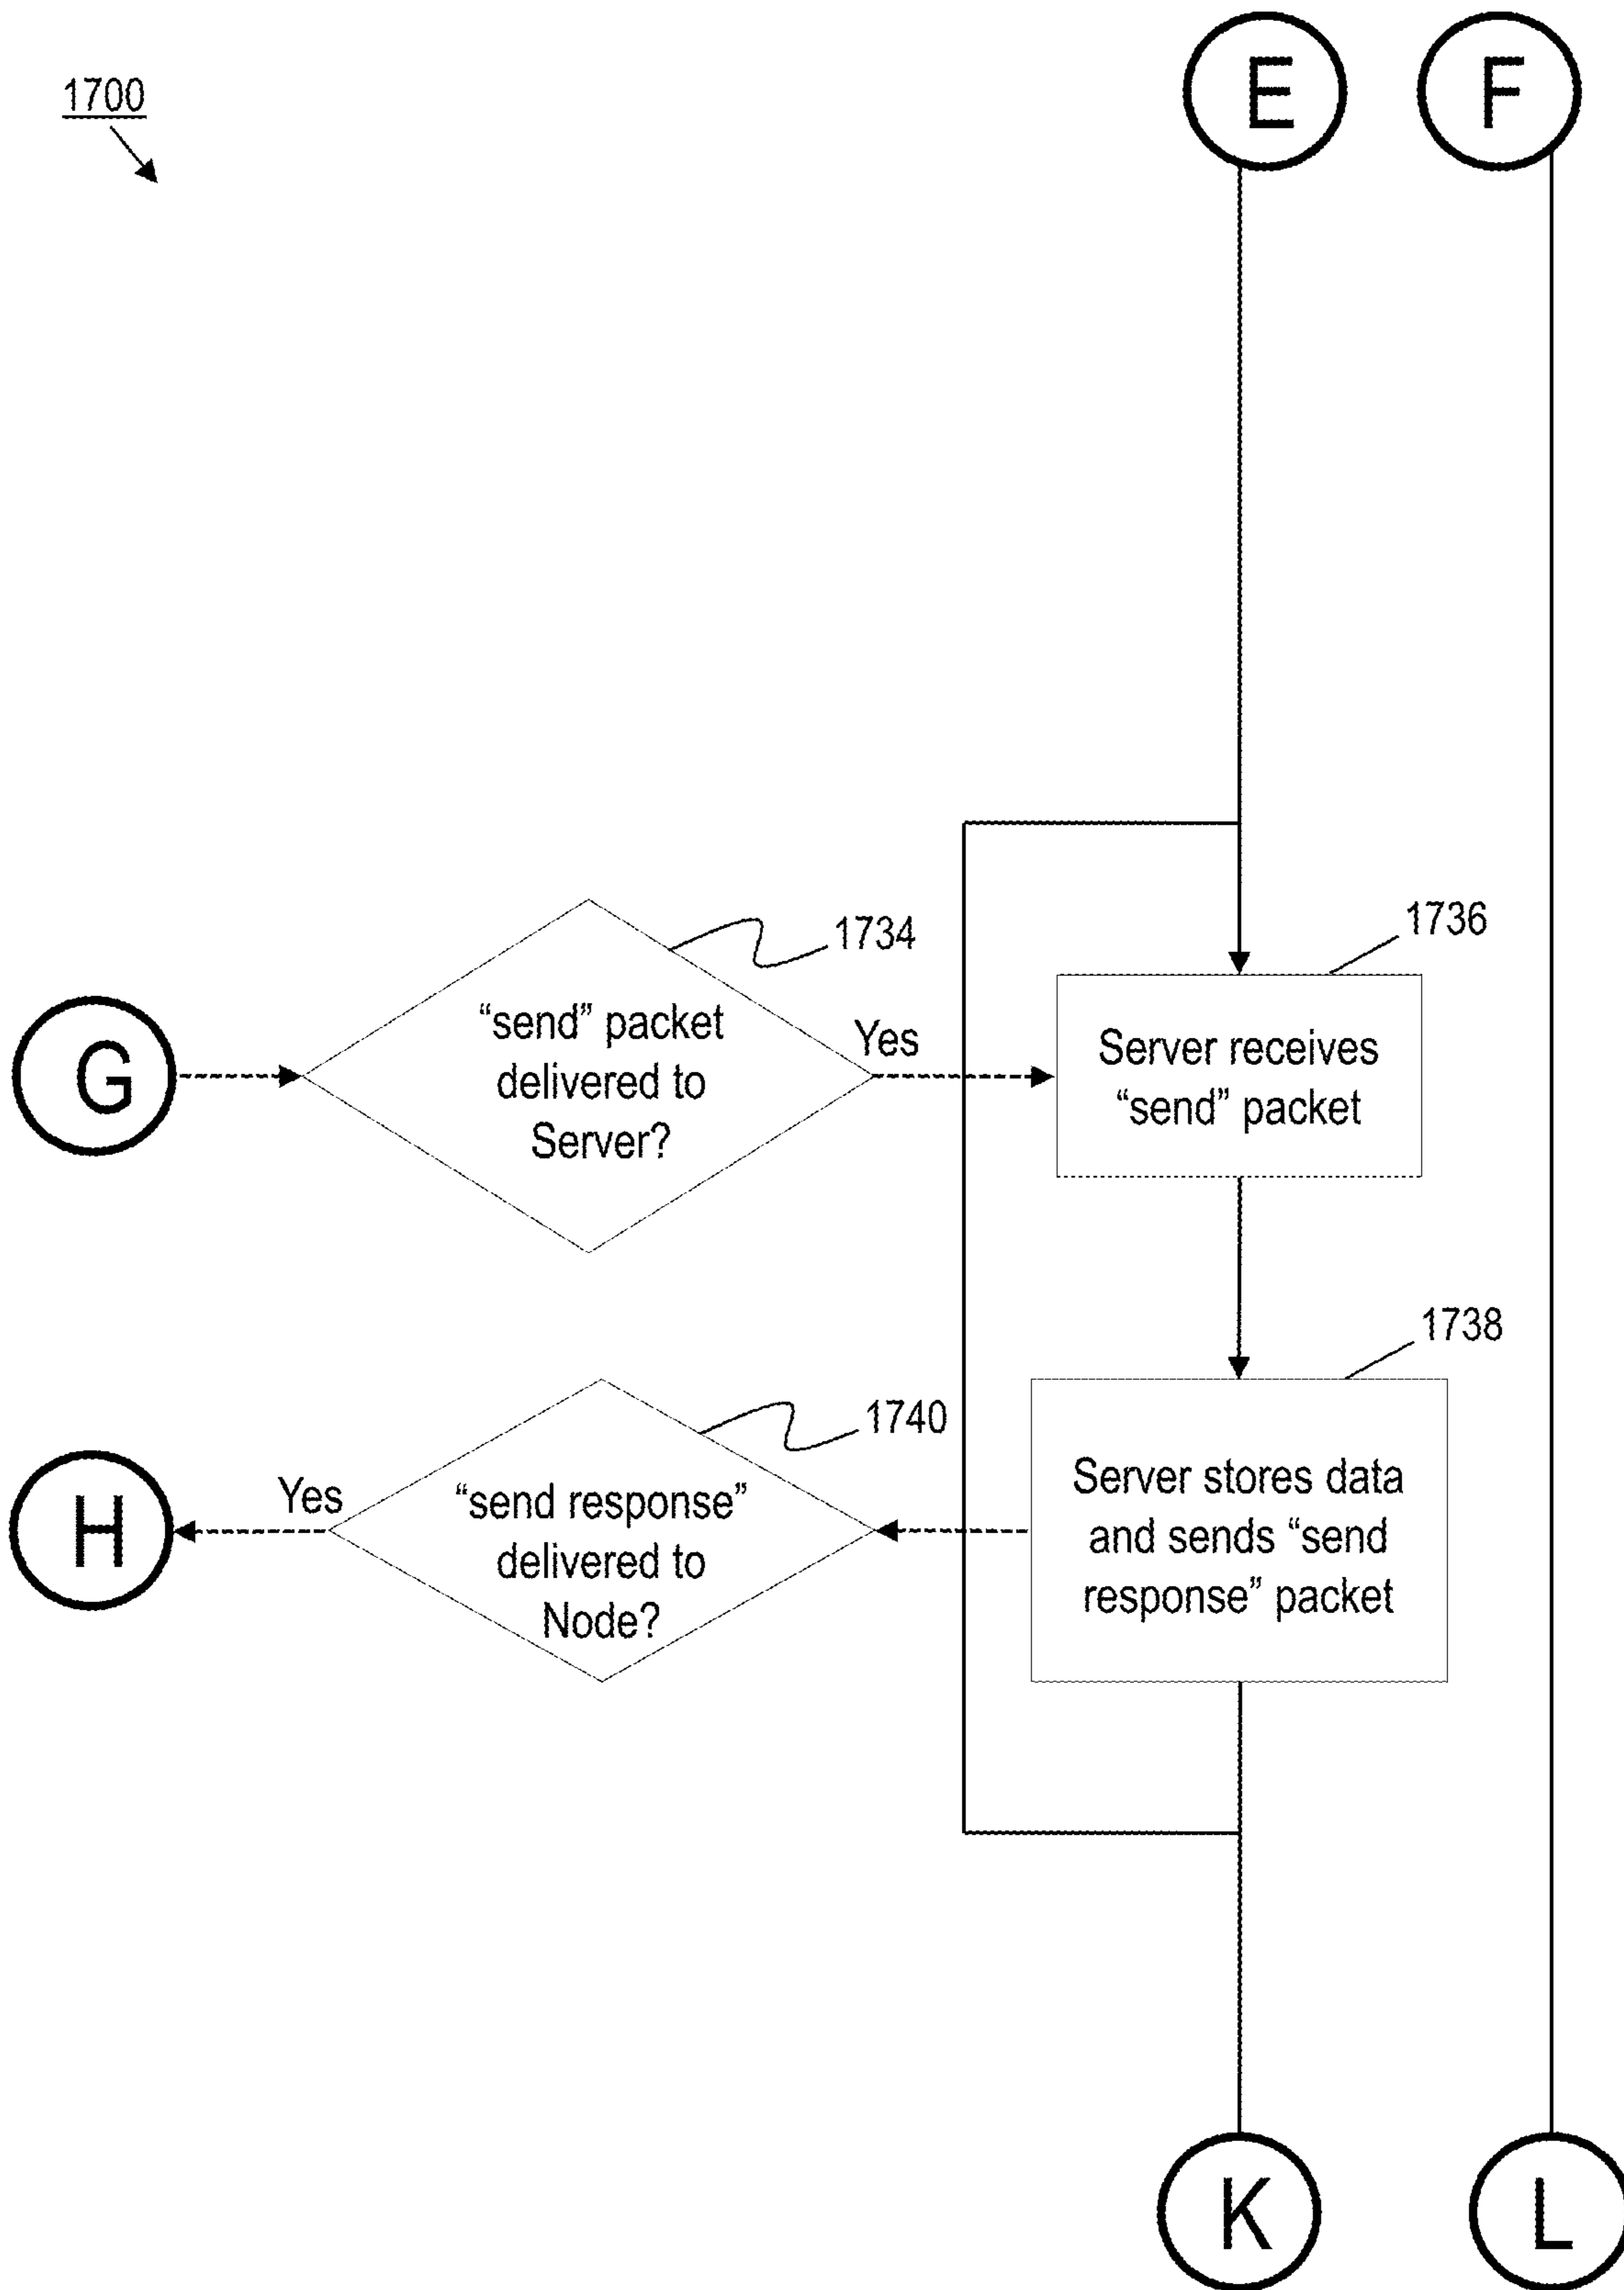 1700
E
F
1734
1736
G
“send” packet
delivered to
Server?
Yes
Server receives
“send” packet
1738
1740
H
Yes
“send response”
delivered to
Node?
Server stores data
and sends “send
response” packet
K
L